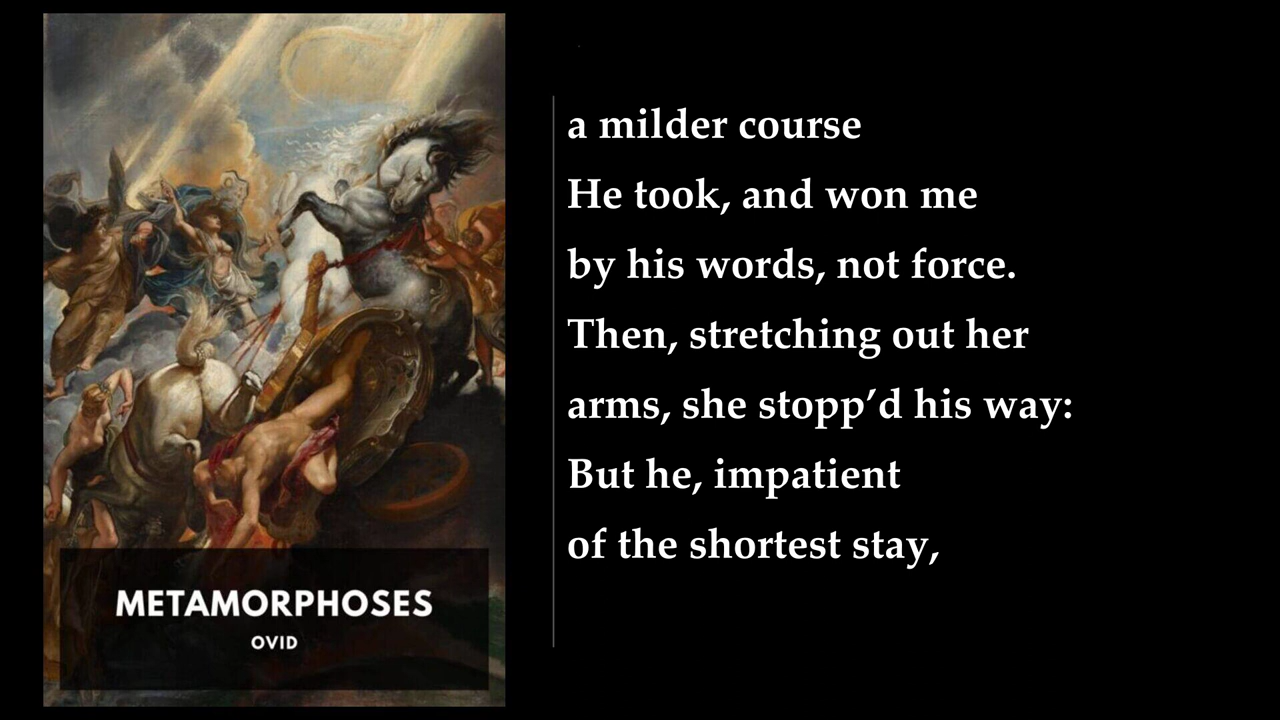 METAMORPHOSES
OVID
a milder course
He took, and won me
by his words, not force.
Then, stretching out her
arms, she stopp’d his way:
But he, impatient
of the shortest stay,